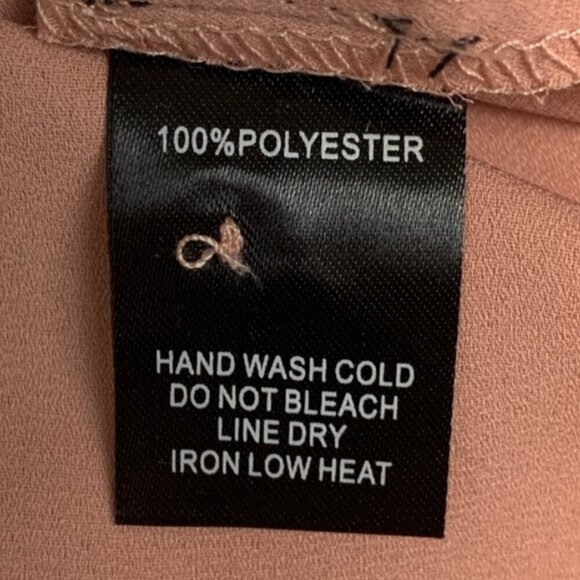 100%POLYESTER
HAND WASH COLD
DO NOT BLEACH
LINE DRY
IRON LOW HEAT